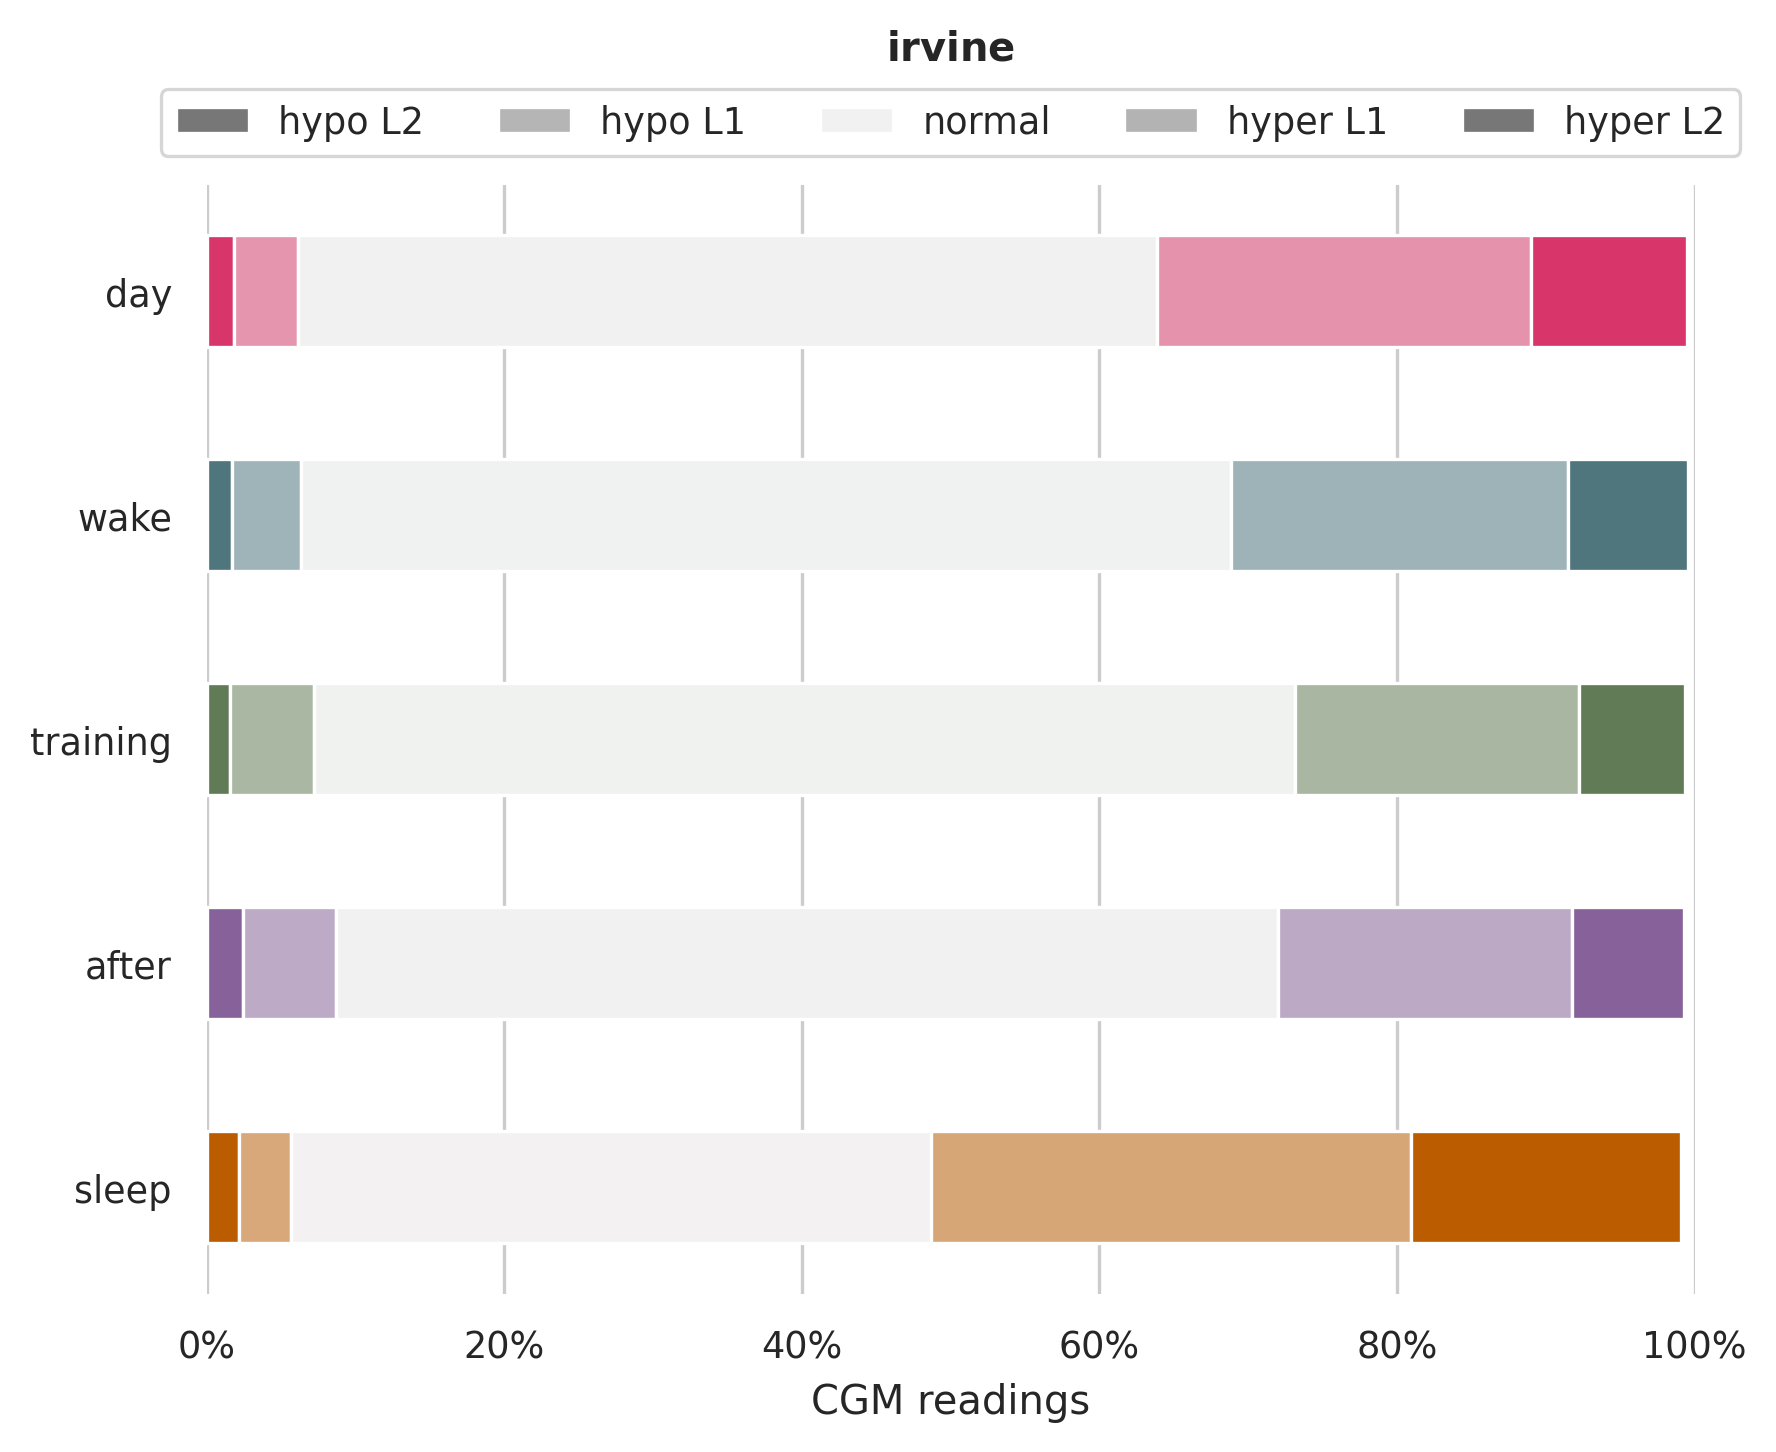 irvine
hypo L2 hypo L1 normal hyper L1 hyper L2
day
wake
training
after
sleep
0% 20% 40% 60% 80% 100%
CGM readings